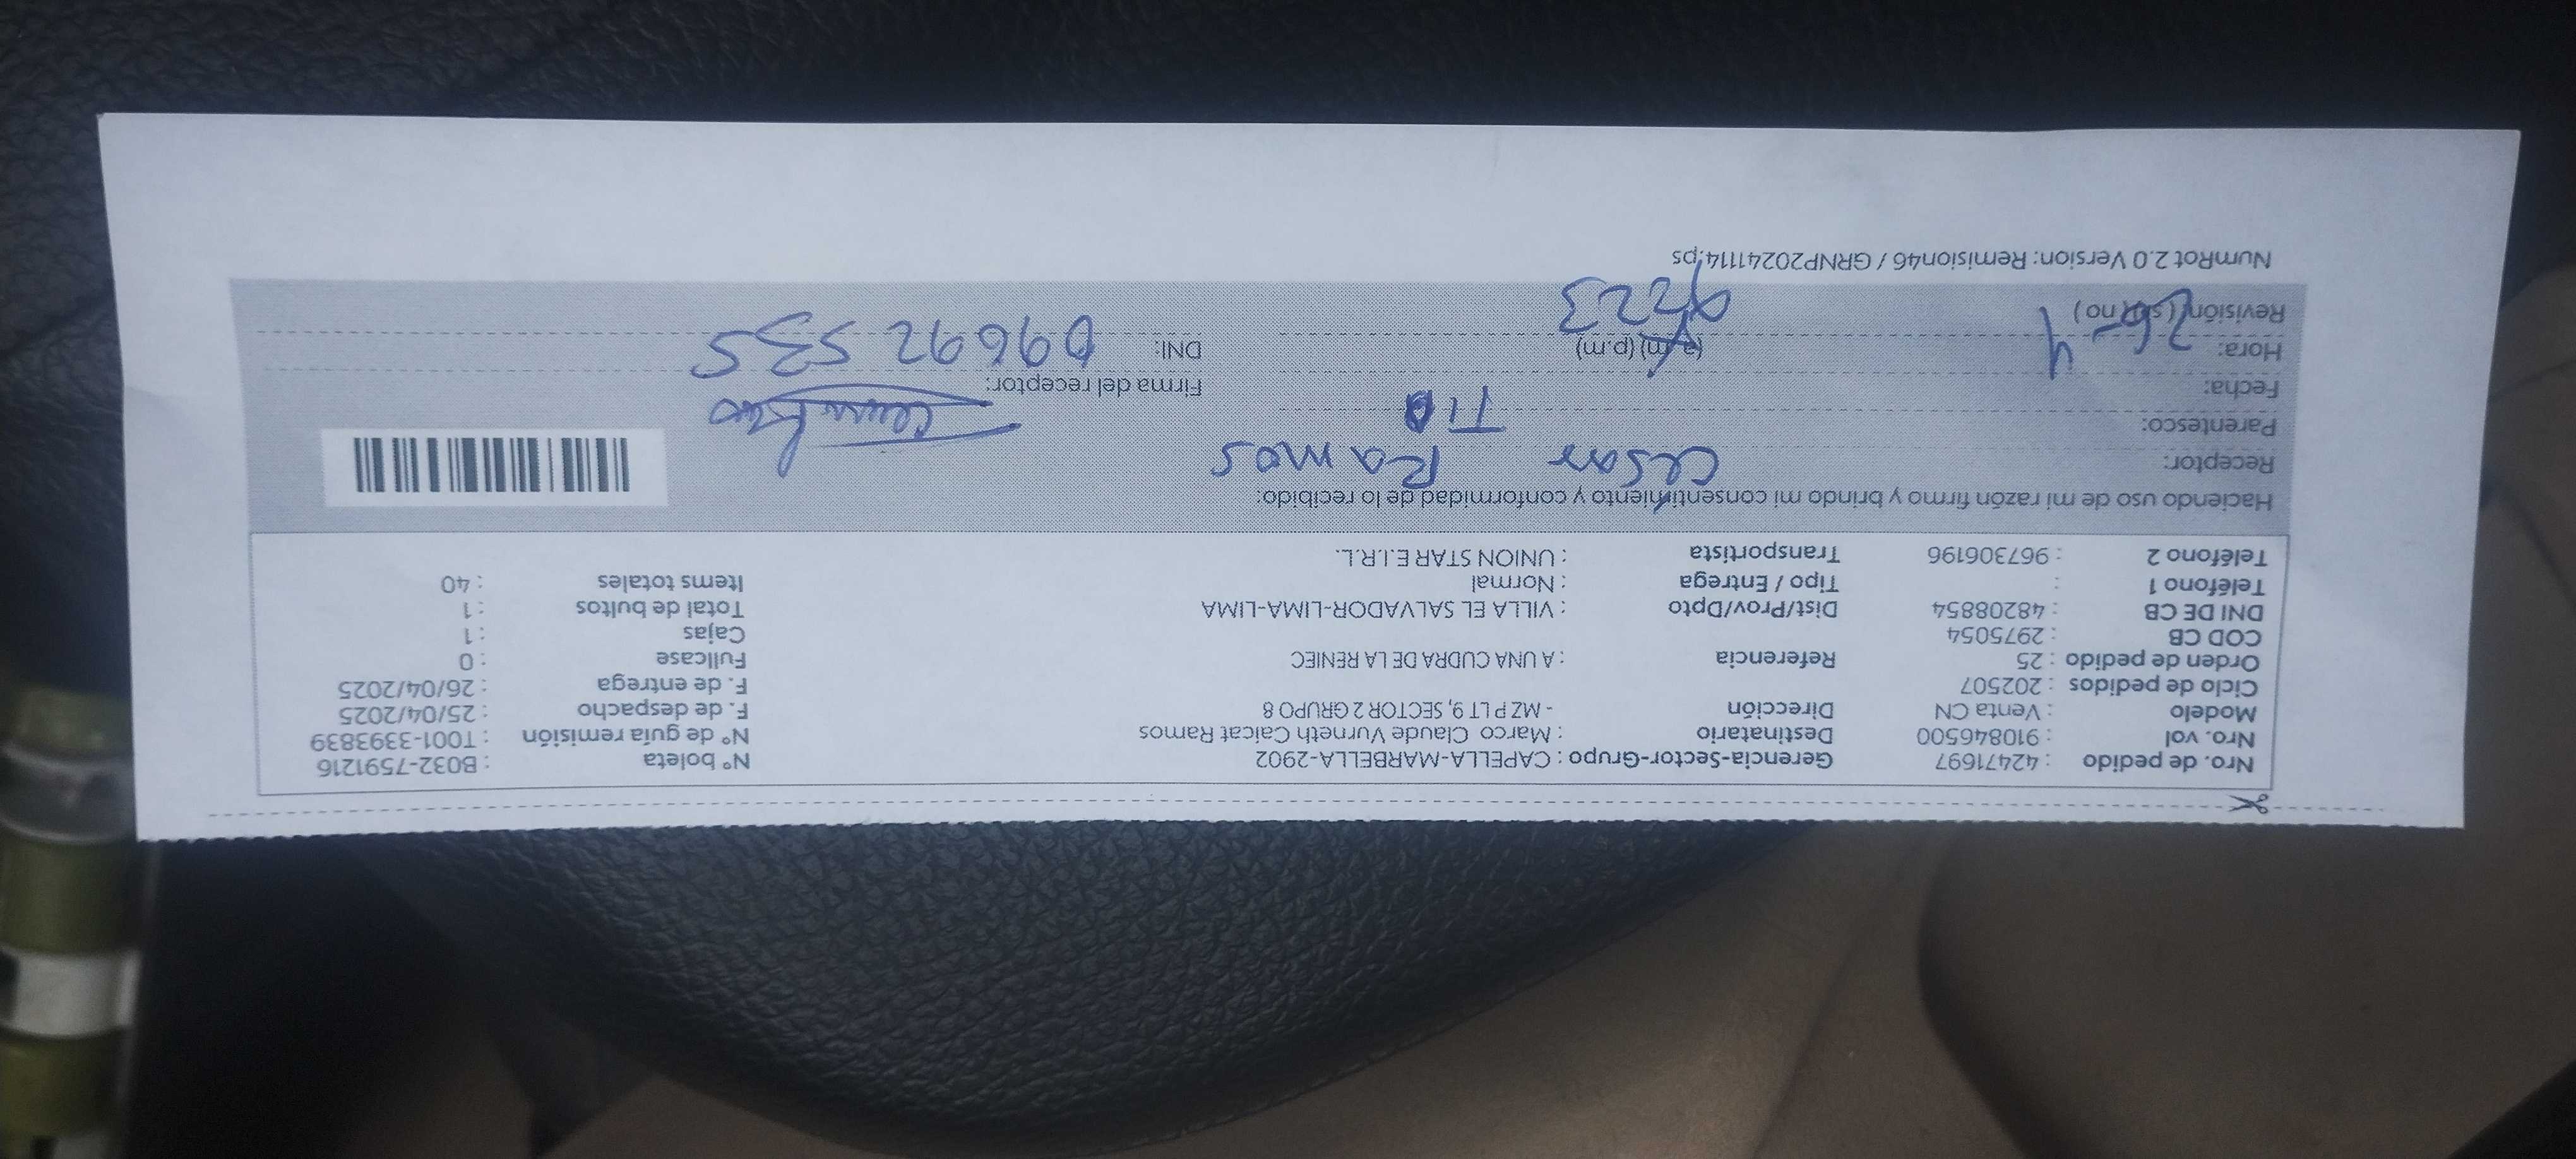 Nro. de pedido : 42471697 Gerencia-Sector-Grupo : CAPELLA-MARBELLA-2902 N° boleta : B032-7591216
Nro. vol : 910846500 Destinatario : Marco Claude Vurneth Caicat Ramos N° de guía remisión : T001-3393839
Modelo : Venta CN Dirección - MZ P LT 9, SECTOR 2 GRUPO 8 F. de despacho : 25/04/2025
Ciclo de pedidos : 202507 F. de entrega : 26/04/2025
Orden de pedido : 25 Referencia : A UNA CUDRA DE LA RENIEC Fullcase : 0
COD CB : 2975054 Cajas : 1
DNI DE CB : 48208854 Dist/Prov/Dpto : VILLA EL SALVADOR-LIMA-LIMA Total de bultos : 1
Teléfono 1 : Tipo / Entrega : Normal Items totales : 40
Teléfono 2 : 967306196 Transportista : UNION STAR E.I.R.L.
Haciendo uso de mi razón firmo y brindo mi consentimiento y conformidad de lo recibido:
Receptor: Cesar Ramos
Parentesco: TIO
Fecha: Firma del receptor:
Hora: 26-4 (a.m) (p.m) DNI: 09692535
Revisión ( si ) ( no )
NumRot 2.0 Version: Remision46 / GRNP20241114;ps